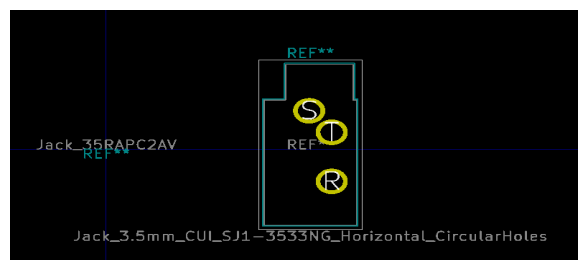 REF**
S
T
Jack_35RAPC2AV
REF*
REF**
R
Jack_3.5mm_CUI_SJ1-3533NG_Horizontal_CircularHoles